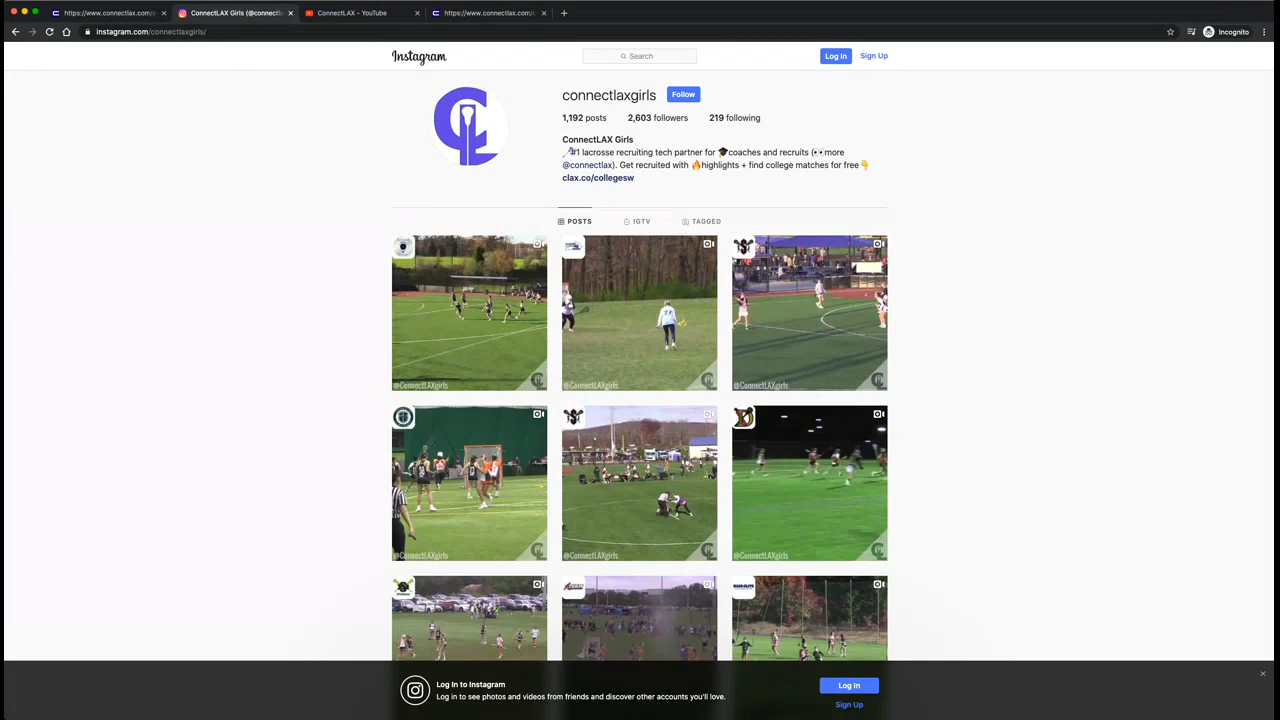 https://www.connectlax.com/
ConnectLAX Girls (@connectl
ConnectLAX - YouTube
https://www.connectlax.com/
instagram.com/connectlaxgirls/
Incognito
Instagram
Search
Log In
Sign Up
connectlaxgirls
Follow
1,192 posts
2,603 followers
219 following
ConnectLAX Girls
#1 lacrosse recruiting tech partner for 🎓coaches and recruits (👀more
@connectlax). Get recruited with 🔥highlights + find college matches for free👇
clax.co/collegesw
POSTS
IGTV
TAGGED
@ConnectLAXgirls
@ConnectLAXgirls
@ConnectLAXgirls
@ConnectLAXgirls
@ConnectLAXgirls
@ConnectLAXgirls
Log In to Instagram
Log in to see photos and videos from friends and discover other accounts you'll love.
Log In
Sign Up